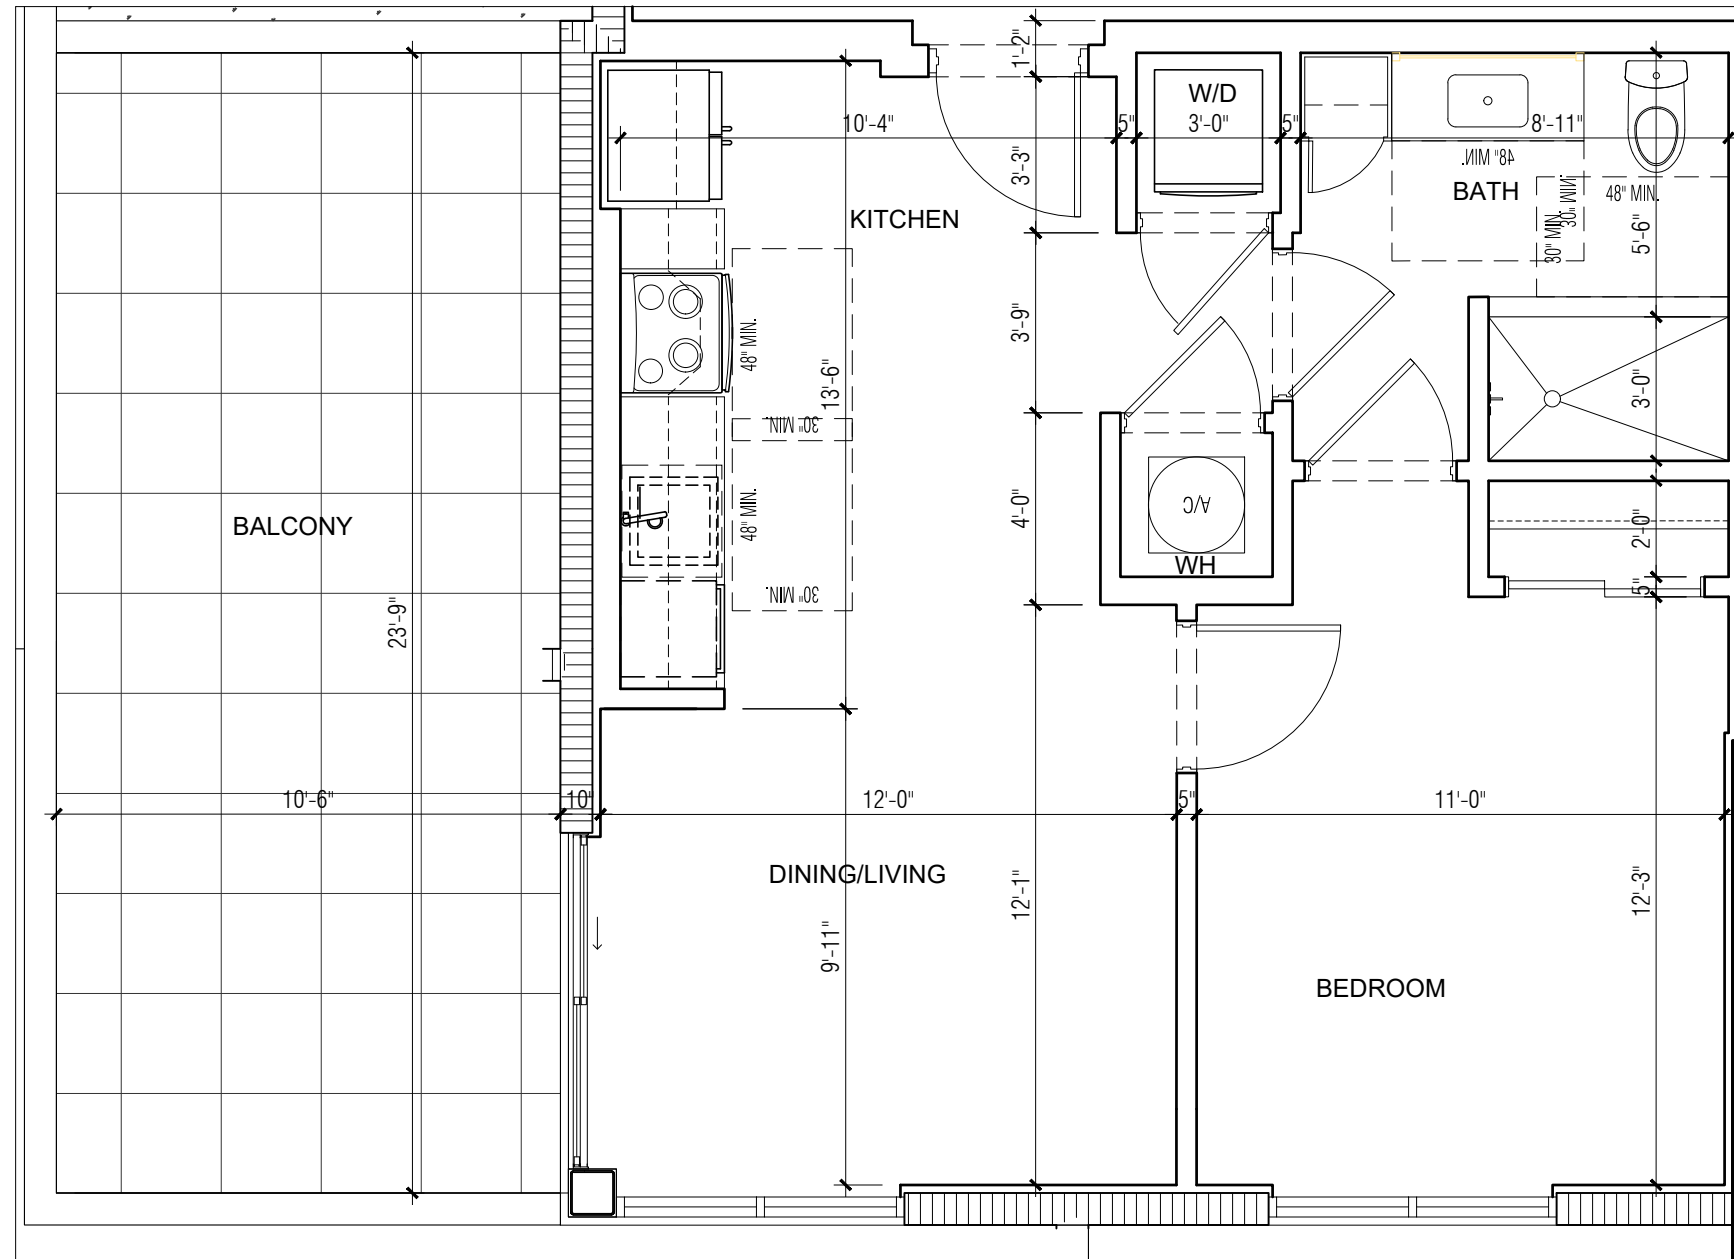 1'-2"
W/D
10'-4"
5"
3'-0"
5"
8'-11"
3'-3"
48" MIN.
BATH
30" MIN.
30" MIN.
48" MIN.
5'-6"
KITCHEN
3'-9"
48" MIN.
13'-6"
3'-0"
30" MIN.
4'-0"
A/C
48" MIN.
BALCONY
2'-0"
WH
30" MIN.
5"
23'-9"
10'-6"
10"
12'-0"
5"
11'-0"
DINING/LIVING
12'-1"
12'-3"
9'-11"
BEDROOM